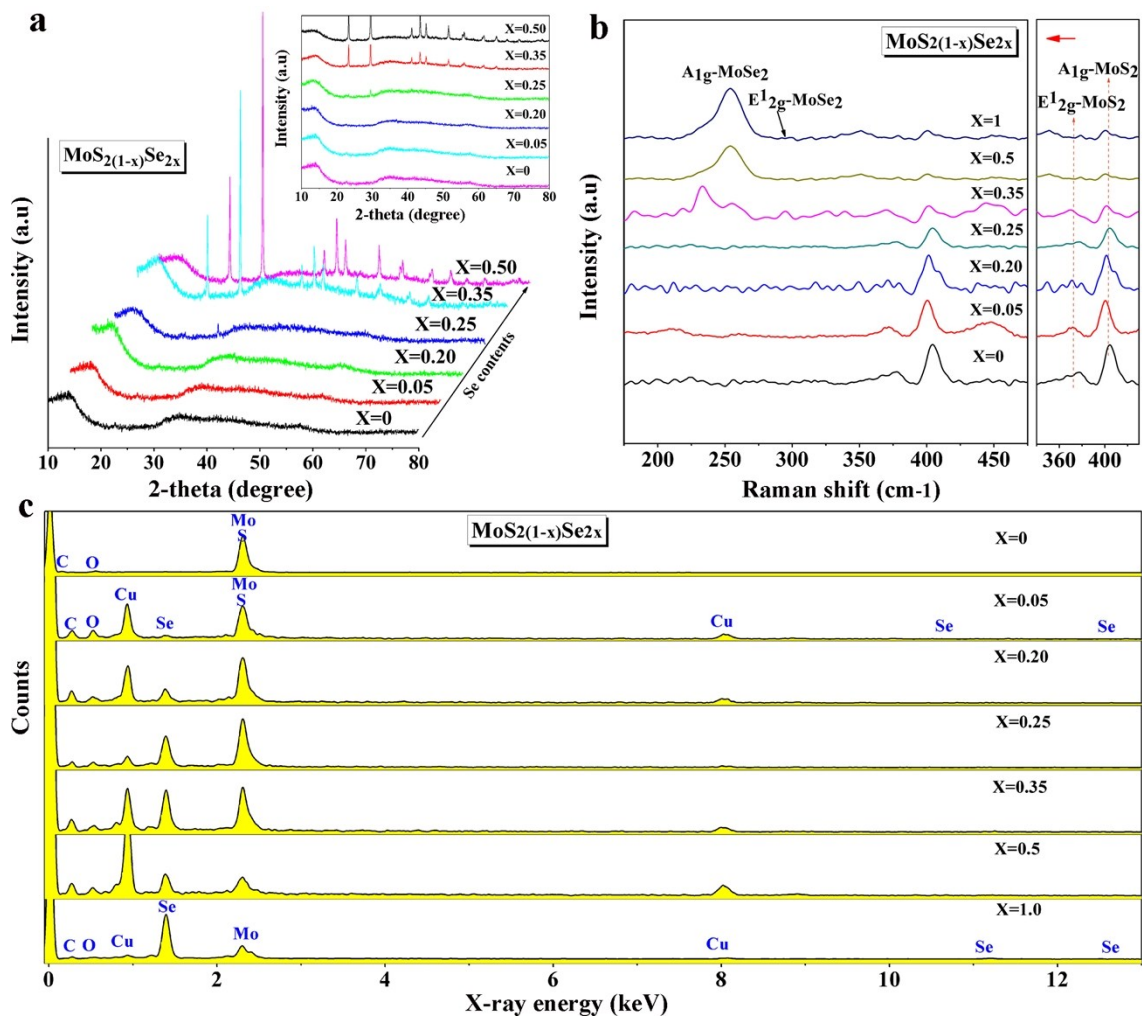 a
Intensity (a.u)
MoS2(1-x)Se2x
X=0.50
X=0.35
X=0.25
X=0.20
X=0.05
X=0
Se contents
10 20 30 40 50 60 70 80
2-theta (degree)
Intensity (a.u)
X=0.50
X=0.35
X=0.25
X=0.20
X=0.05
X=0
10 20 30 40 50 60 70 80
2-theta (degree)
b
Intensity (a.u)
MoS2(1-x)Se2x
A1g-MoSe2
E12g-MoSe2
A1g-MoS2
E12g-MoS2
X=1
X=0.5
X=0.35
X=0.25
X=0.20
X=0.05
X=0
200 250 300 350 400 450
360 400
Raman shift (cm-1)
c
Counts
MoS2(1-x)Se2x
C O Mo S X=0
C O Cu Se Mo S Cu Se Se X=0.05
X=0.20
X=0.25
X=0.35
X=0.5
C O Cu Se Mo Cu Se Se X=1.0
0 2 4 6 8 10 12
X-ray energy (keV)